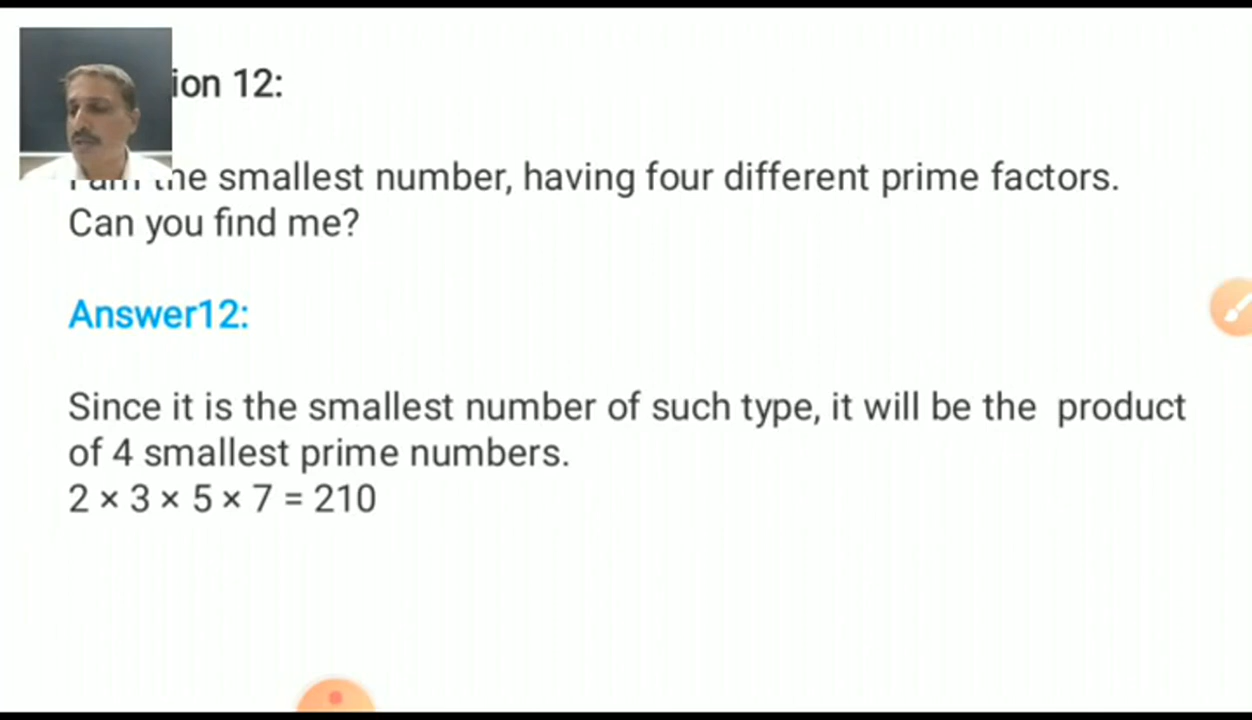 ion 12:
the smallest number, having four different prime factors.
Can you find me?
Answer12:
Since it is the smallest number of such type, it will be the product
of 4 smallest prime numbers.
2 × 3 × 5 × 7 = 210